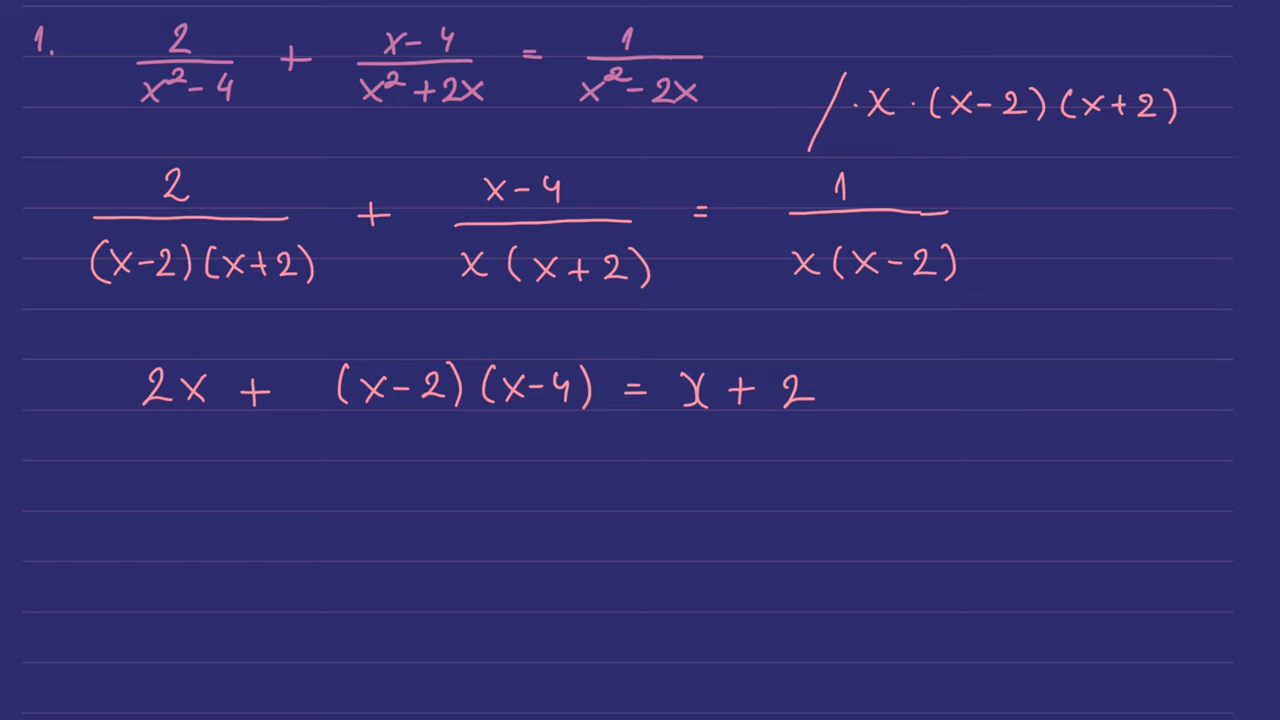 1. 2/(x² - 4) + (x - 4)/(x² + 2x) = 1/(x² - 2x)
/ · x · (x - 2)(x + 2)
2/((x - 2)(x + 2)) + (x - 4)/(x(x + 2)) = 1/(x(x - 2))
2x + (x - 2)(x - 4) = x + 2